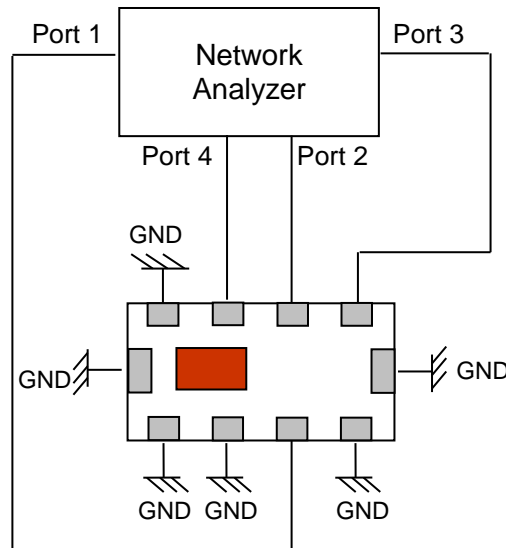 Port 1
Network
Analyzer
Port 3
Port 4
Port 2
GND
GND
GND
GND
GND
GND